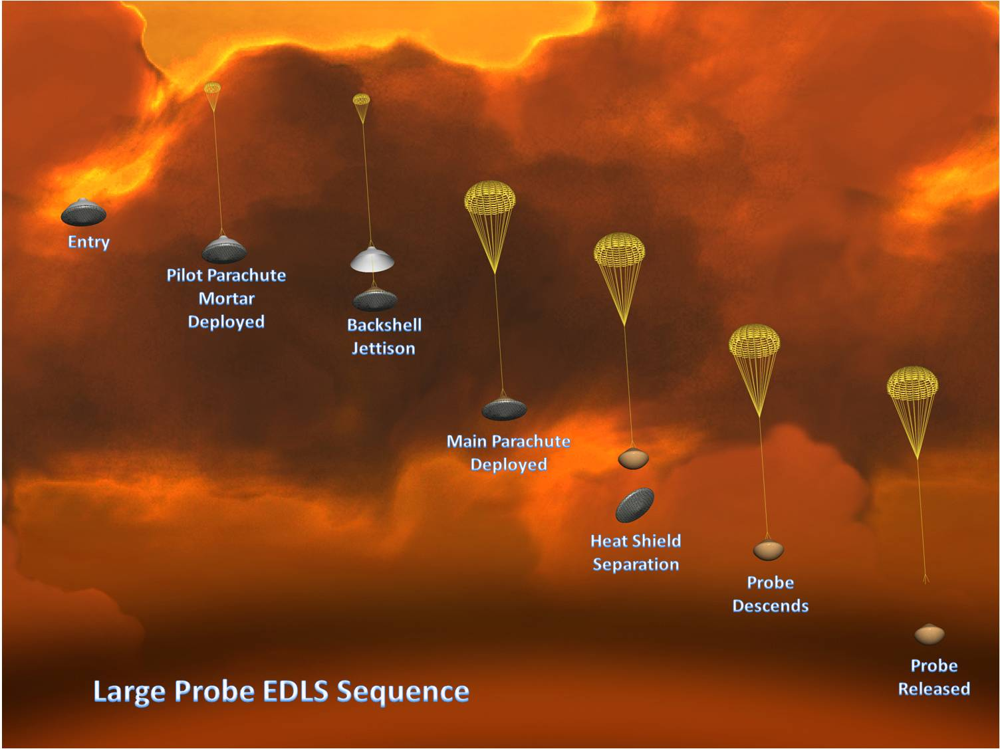 Entry
Pilot Parachute
Mortar
Deployed
Backshell
Jettison
Main Parachute
Deployed
Heat Shield
Separation
Probe
Descends
Probe
Released
Large Probe EDLS Sequence